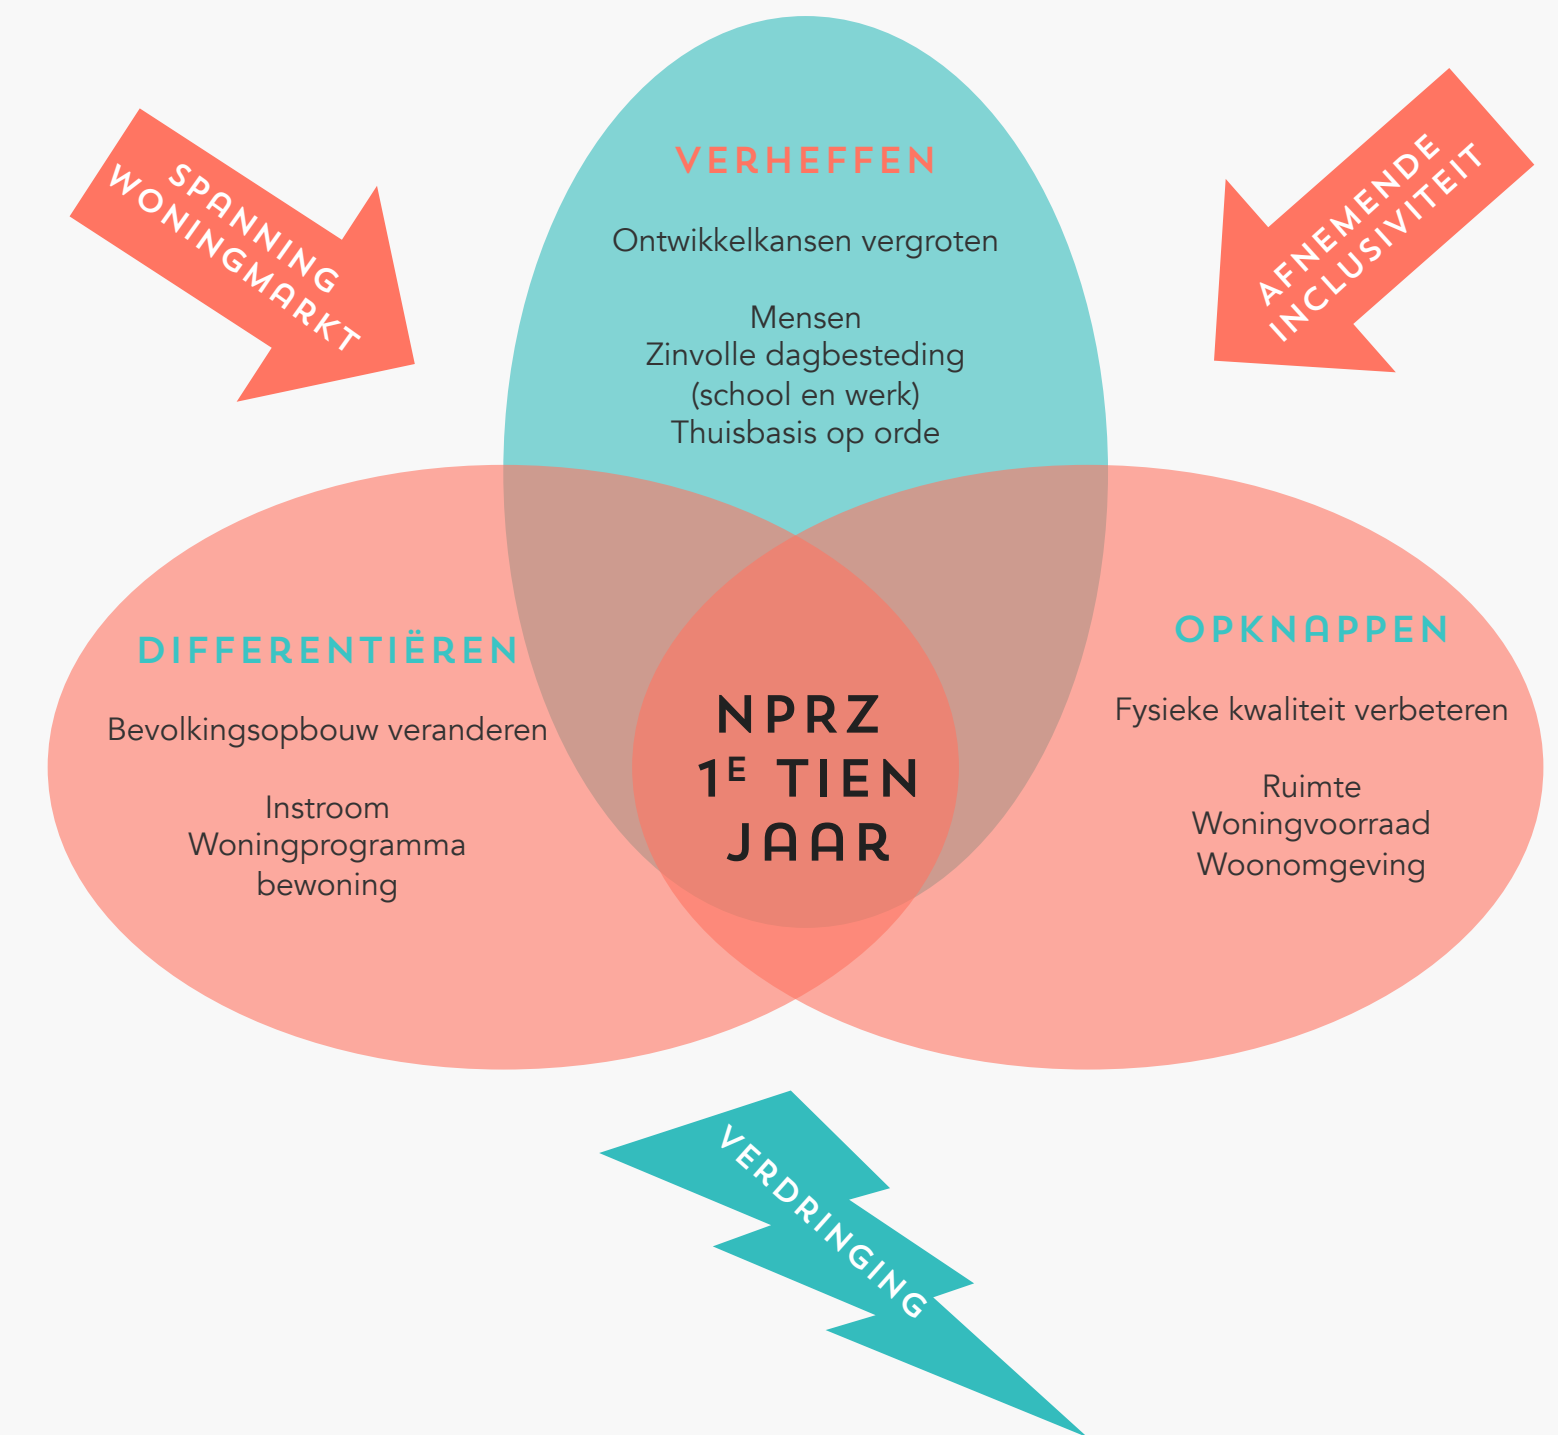 SPANNING
WONINGMARKT
AFNEMENDE
INCLUSIVITEIT
VERHEFFEN
Ontwikkelkansen vergroten
Mensen
Zinvolle dagbesteding
(school en werk)
Thuisbasis op orde
DIFFERENTIËREN
Bevolkingsopbouw veranderen
Instroom
Woningprogramma
bewoning
NPRZ
1E TIEN
JAAR
OPKNAPPEN
Fysieke kwaliteit verbeteren
Ruimte
Woningvoorraad
Woonomgeving
VERDRINGING